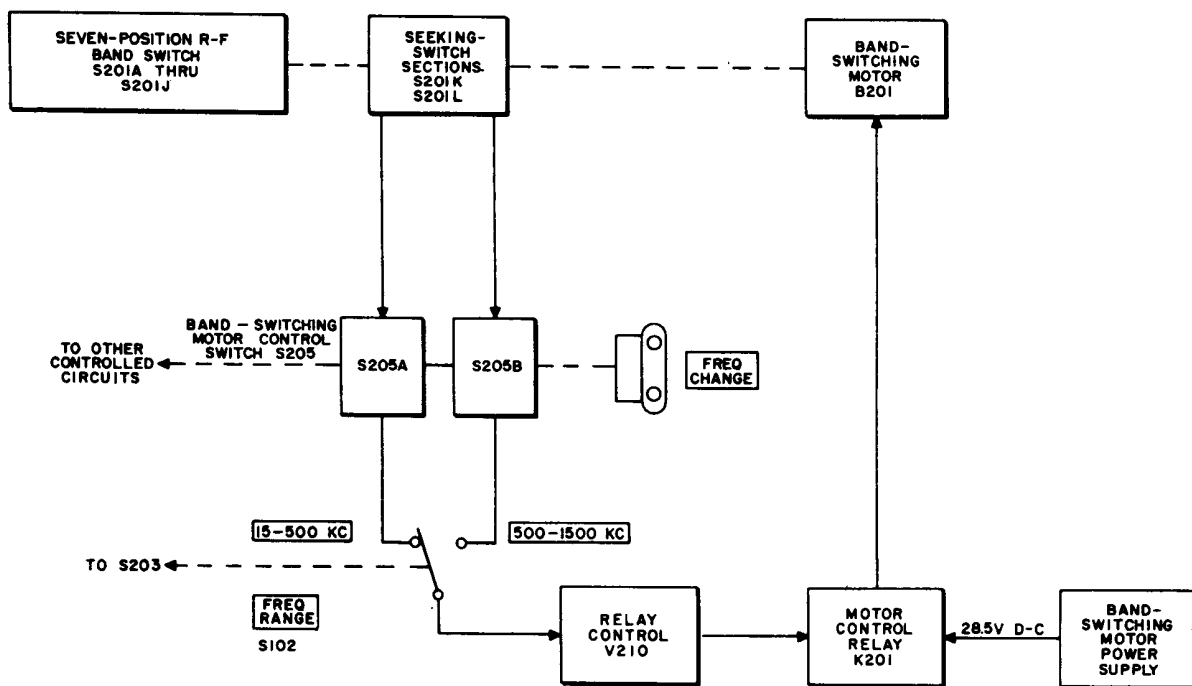 SEVEN-POSITION R-F
BAND SWITCH
S201A THRU
S201J
SEEKING-
SWITCH
SECTIONS
S201K
S201L
BAND-
SWITCHING
MOTOR
B201
BAND-SWITCHING
MOTOR CONTROL
SWITCH S205
TO OTHER
CONTROLLED
CIRCUITS
S205A
S205B
FREQ
CHANGE
15-500 KC
500-1500 KC
TO S203
FREQ
RANGE
S102
RELAY
CONTROL
V210
MOTOR
CONTROL
RELAY
K201
28.5V D-C
BAND-
SWITCHING
MOTOR
POWER
SUPPLY